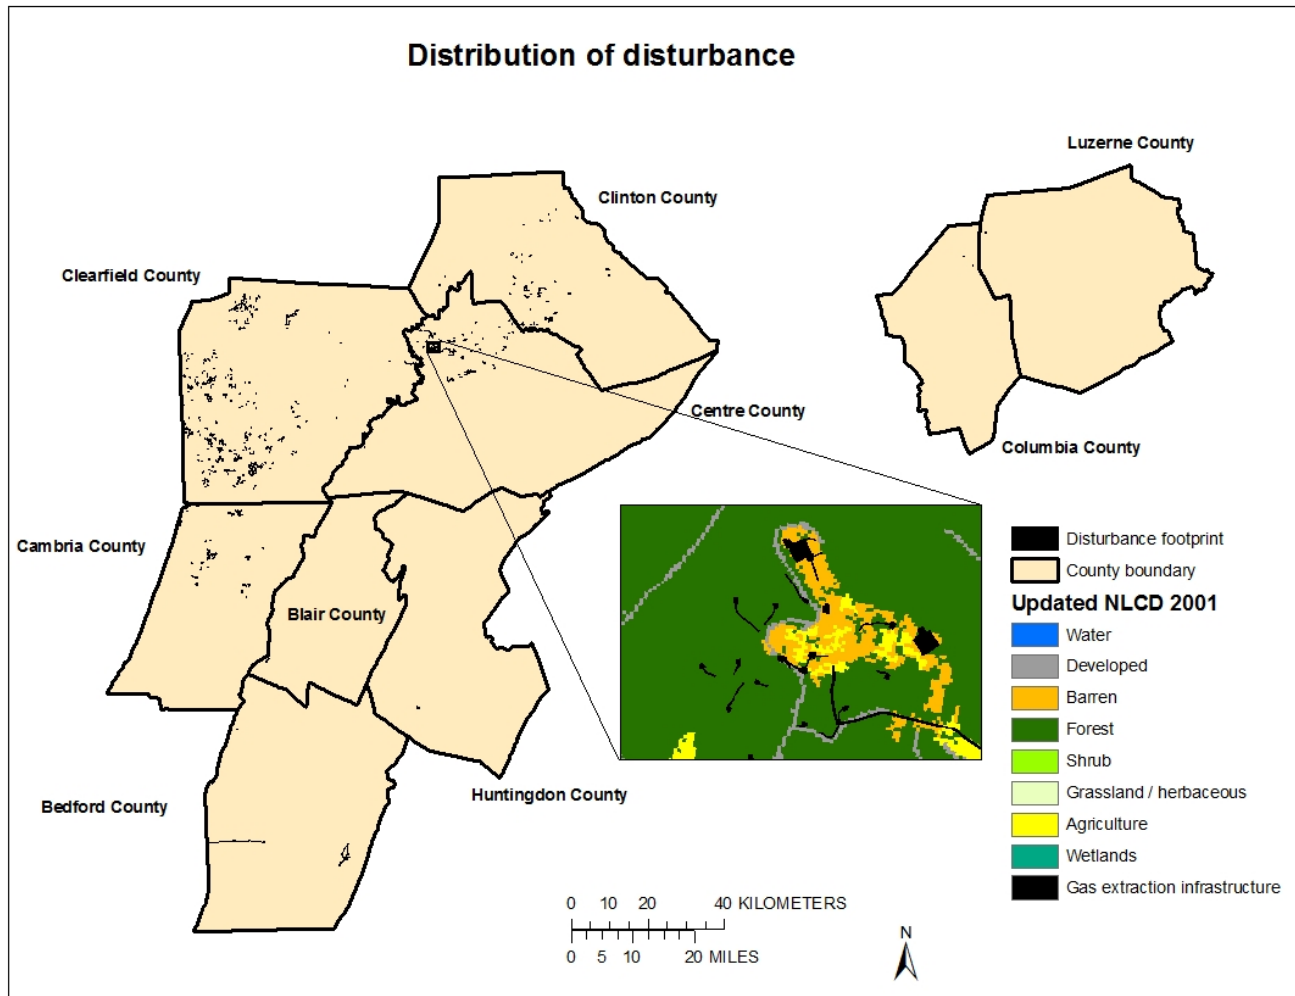 Distribution of disturbance
Luzerne County
Clinton County
Clearfield County
Centre County
Columbia County
Cambria County
Blair County
Bedford County
Huntingdon County
Disturbance footprint
County boundary
Updated NLCD 2001
Water
Developed
Barren
Forest
Shrub
Grassland / herbaceous
Agriculture
Wetlands
Gas extraction infrastructure
0 10 20 40 KILOMETERS
0 5 10 20 MILES
N